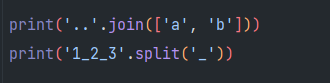 print('..'.join(['a', 'b']))
print('1_2_3'.split('_'))